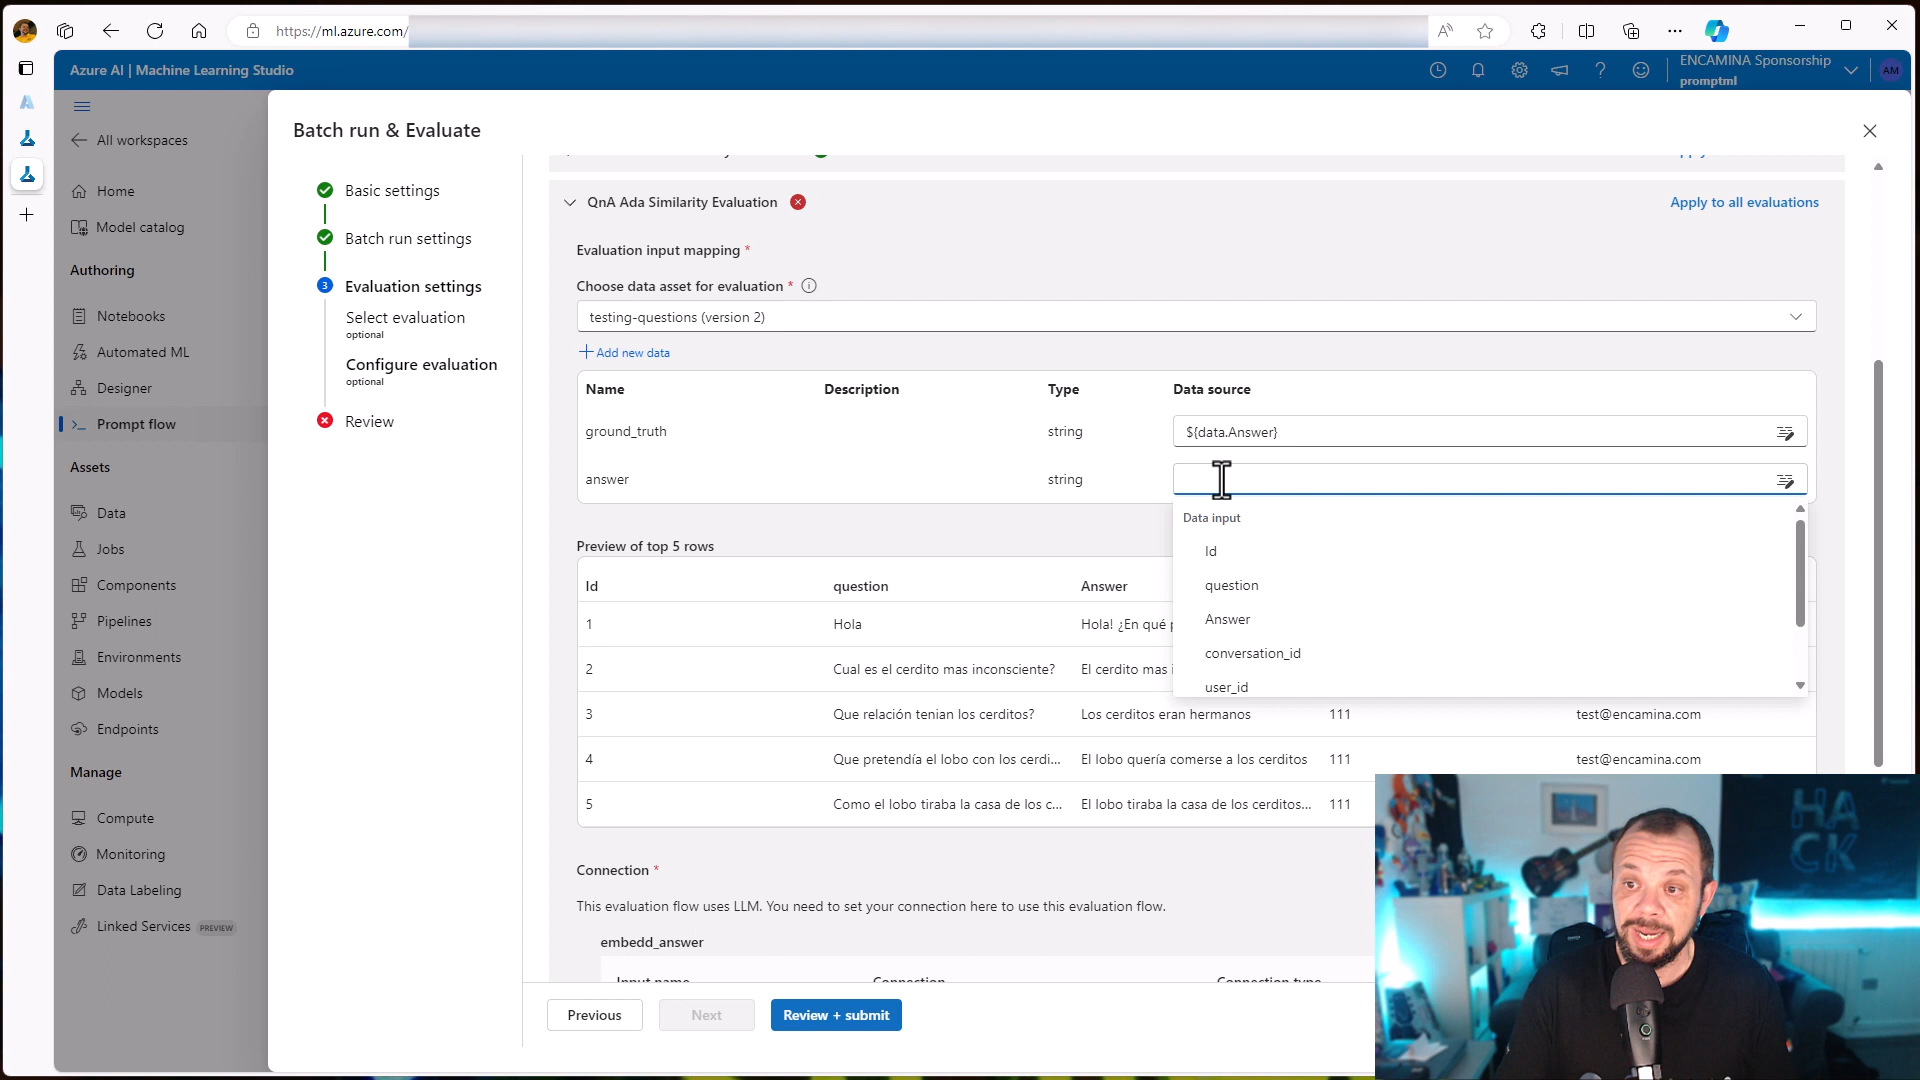 https://ml.azure.com/
Azure AI | Machine Learning Studio
ENCAMINA Sponsorship
promptml
AM
All workspaces
Home
Model catalog
Authoring
Notebooks
Automated ML
Designer
Prompt flow
Assets
Data
Jobs
Components
Pipelines
Environments
Models
Endpoints
Manage
Compute
Monitoring
Data Labeling
Linked Services PREVIEW
Batch run & Evaluate
Basic settings
Batch run settings
3 Evaluation settings
Select evaluation
optional
Configure evaluation
optional
Review
QnA Ada Similarity Evaluation
Apply to all evaluations
Evaluation input mapping *
Choose data asset for evaluation *
testing-questions (version 2)
Add new data
Name Description Type Data source
ground_truth string ${data.Answer}
answer string
Data input
Id
question
Answer
conversation_id
user_id
Preview of top 5 rows
Id question Answer
1 Hola Hola! ¿En qué
2 Cual es el cerdito mas inconsciente? El cerdito mas
3 Que relación tenian los cerditos? Los cerditos eran hermanos 111 test@encamina.com
4 Que pretendía el lobo con los cerdi... El lobo quería comerse a los cerditos 111 test@encamina.com
5 Como el lobo tiraba la casa de los c... El lobo tiraba la casa de los cerditos... 111
Connection *
This evaluation flow uses LLM. You need to set your connection here to use this evaluation flow.
embedd_answer
Input name Connection Connection type
Previous
Next
Review + submit
HACK